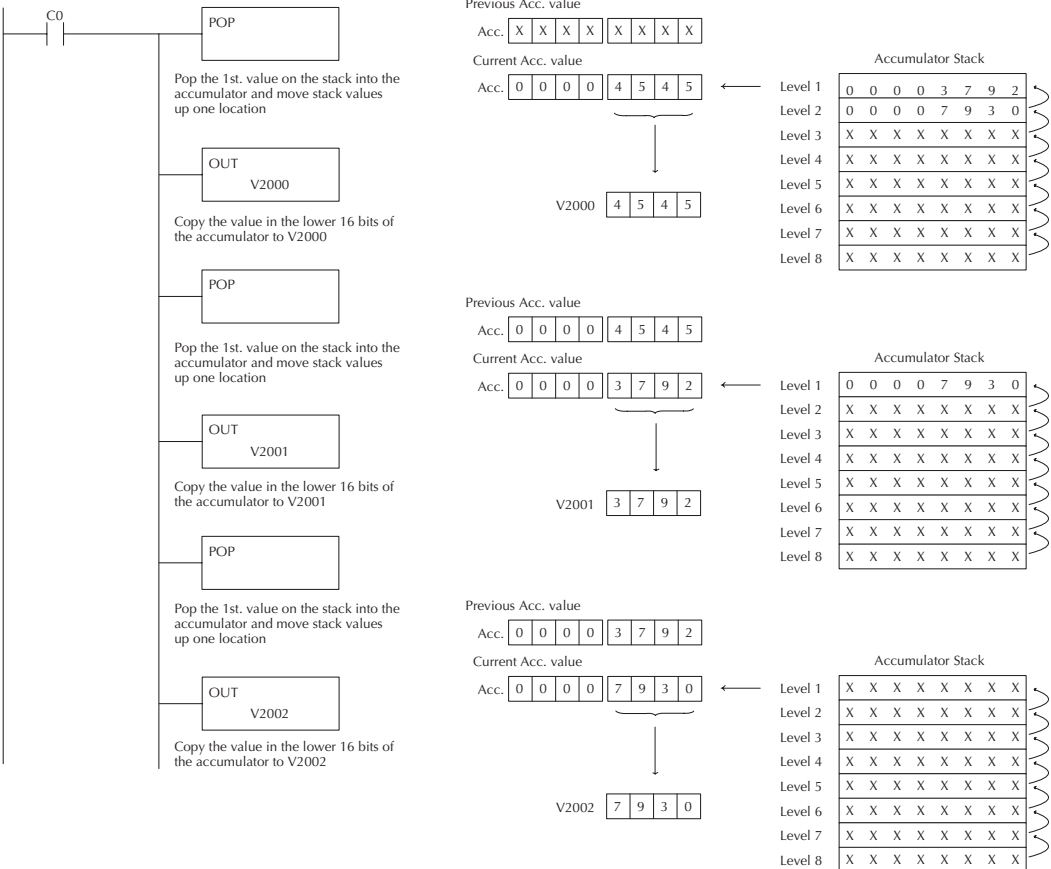 C0
POP
Pop the 1st. value on the stack into the
accumulator and move stack values
up one location
OUT
V2000
Copy the value in the lower 16 bits of
the accumulator to V2000
POP
Pop the 1st. value on the stack into the
accumulator and move stack values
up one location
OUT
V2001
Copy the value in the lower 16 bits of
the accumulator to V2001
POP
Pop the 1st. value on the stack into the
accumulator and move stack values
up one location
OUT
V2002
Copy the value in the lower 16 bits of
the accumulator to V2002
Previous Acc. value
Acc. X X X X X X X X
Current Acc. value
Acc. 0 0 0 0 4 5 4 5
V2000 4 5 4 5
Accumulator Stack
Level 1 0 0 0 0 3 7 9 2
Level 2 0 0 0 0 7 9 3 0
Level 3 X X X X X X X X
Level 4 X X X X X X X X
Level 5 X X X X X X X X
Level 6 X X X X X X X X
Level 7 X X X X X X X X
Level 8 X X X X X X X X
Previous Acc. value
Acc. 0 0 0 0 4 5 4 5
Current Acc. value
Acc. 0 0 0 0 3 7 9 2
V2001 3 7 9 2
Accumulator Stack
Level 1 0 0 0 0 7 9 3 0
Level 2 X X X X X X X X
Level 3 X X X X X X X X
Level 4 X X X X X X X X
Level 5 X X X X X X X X
Level 6 X X X X X X X X
Level 7 X X X X X X X X
Level 8 X X X X X X X X
Previous Acc. value
Acc. 0 0 0 0 3 7 9 2
Current Acc. value
Acc. 0 0 0 0 7 9 3 0
V2002 7 9 3 0
Accumulator Stack
Level 1 X X X X X X X X
Level 2 X X X X X X X X
Level 3 X X X X X X X X
Level 4 X X X X X X X X
Level 5 X X X X X X X X
Level 6 X X X X X X X X
Level 7 X X X X X X X X
Level 8 X X X X X X X X